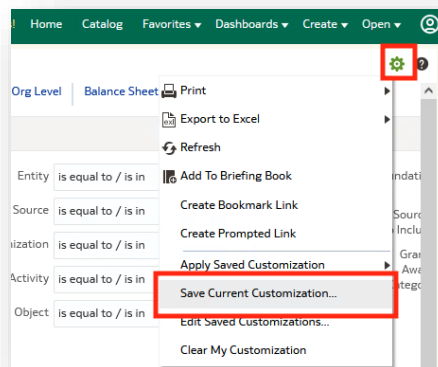 Home Catalog Favorites Dashboards Create Open
Org Level Balance Sheet
Print
Export to Excel
Refresh
Add To Briefing Book
Create Bookmark Link
Create Prompted Link
Apply Saved Customization
Save Current Customization...
Edit Saved Customizations...
Clear My Customization
Entity is equal to / is in
Source is equal to / is in
is equal to / is in
Activity is equal to / is in
Object is equal to / is in